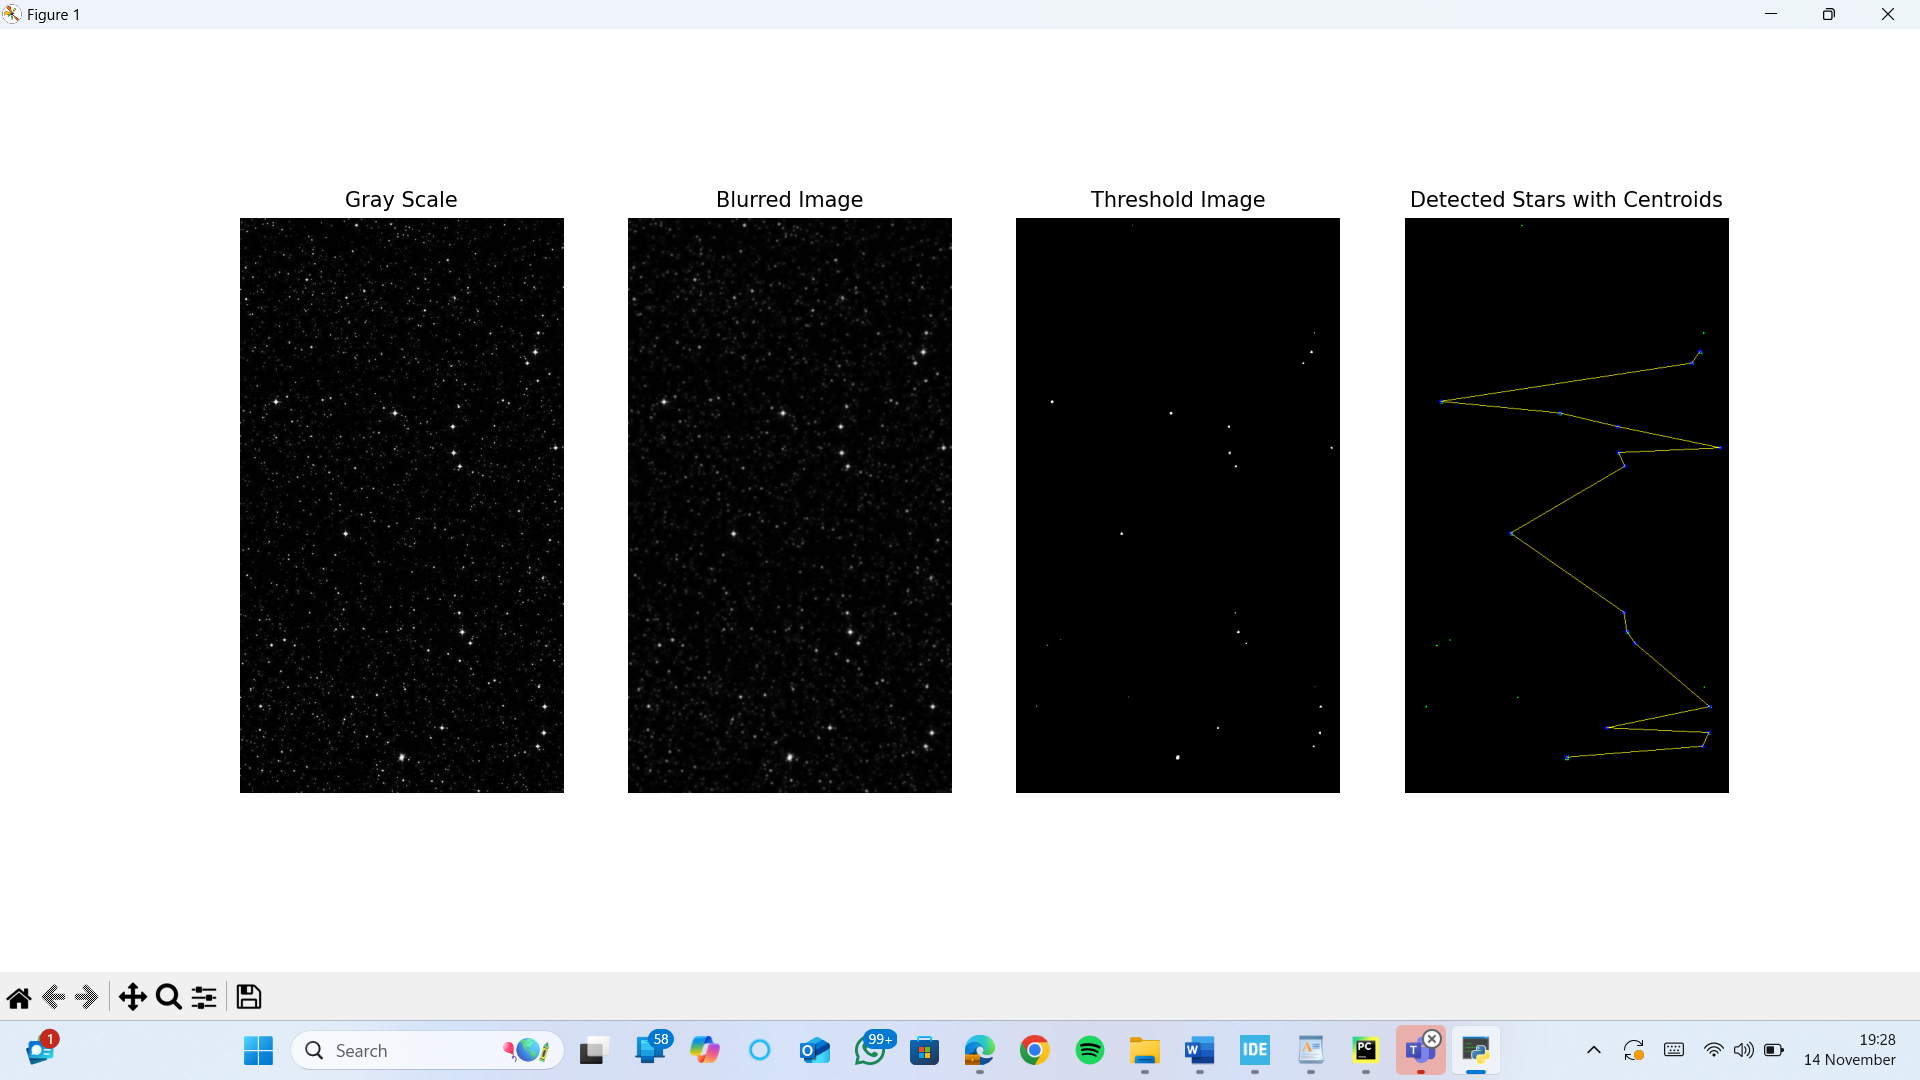 Figure 1
Gray Scale
Blurred Image
Threshold Image
Detected Stars with Centroids
1
Search
58
99+
IDE
W
PC
T
19:28
14 November